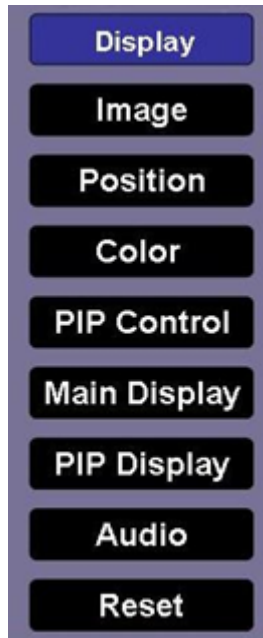 Display
Image
Position
Color
PIP Control
Main Display
PIP Display
Audio
Reset